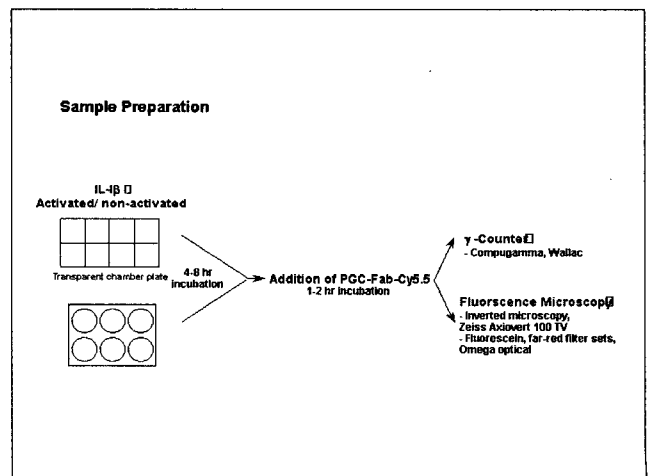 Sample Preparation
IL-Iβ
Activated/ non-activated
Transparent chamber plate
4-8 hr
incubation
Addition of PGC-Fab-Cy5.5
1-2 hr incubation
γ-Counter
- Compugamma, Wallac
Fluorscence Microscopy
- Inverted microscopy,
Zeiss Axiovert 100 TV
- Fluorescein, far-red filter sets,
Omega optical